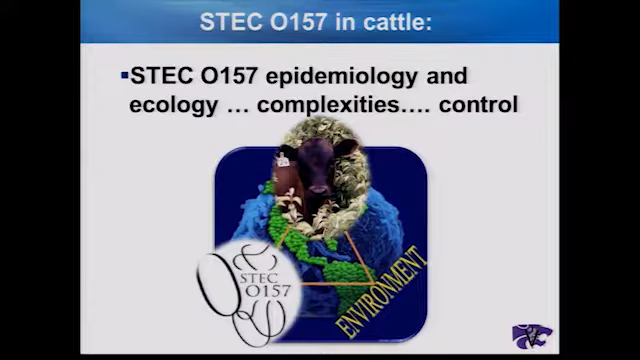 STEC O157 in cattle:
▪STEC O157 epidemiology and
ecology … complexities…. control
STEC
O157
ENVIRONMENT